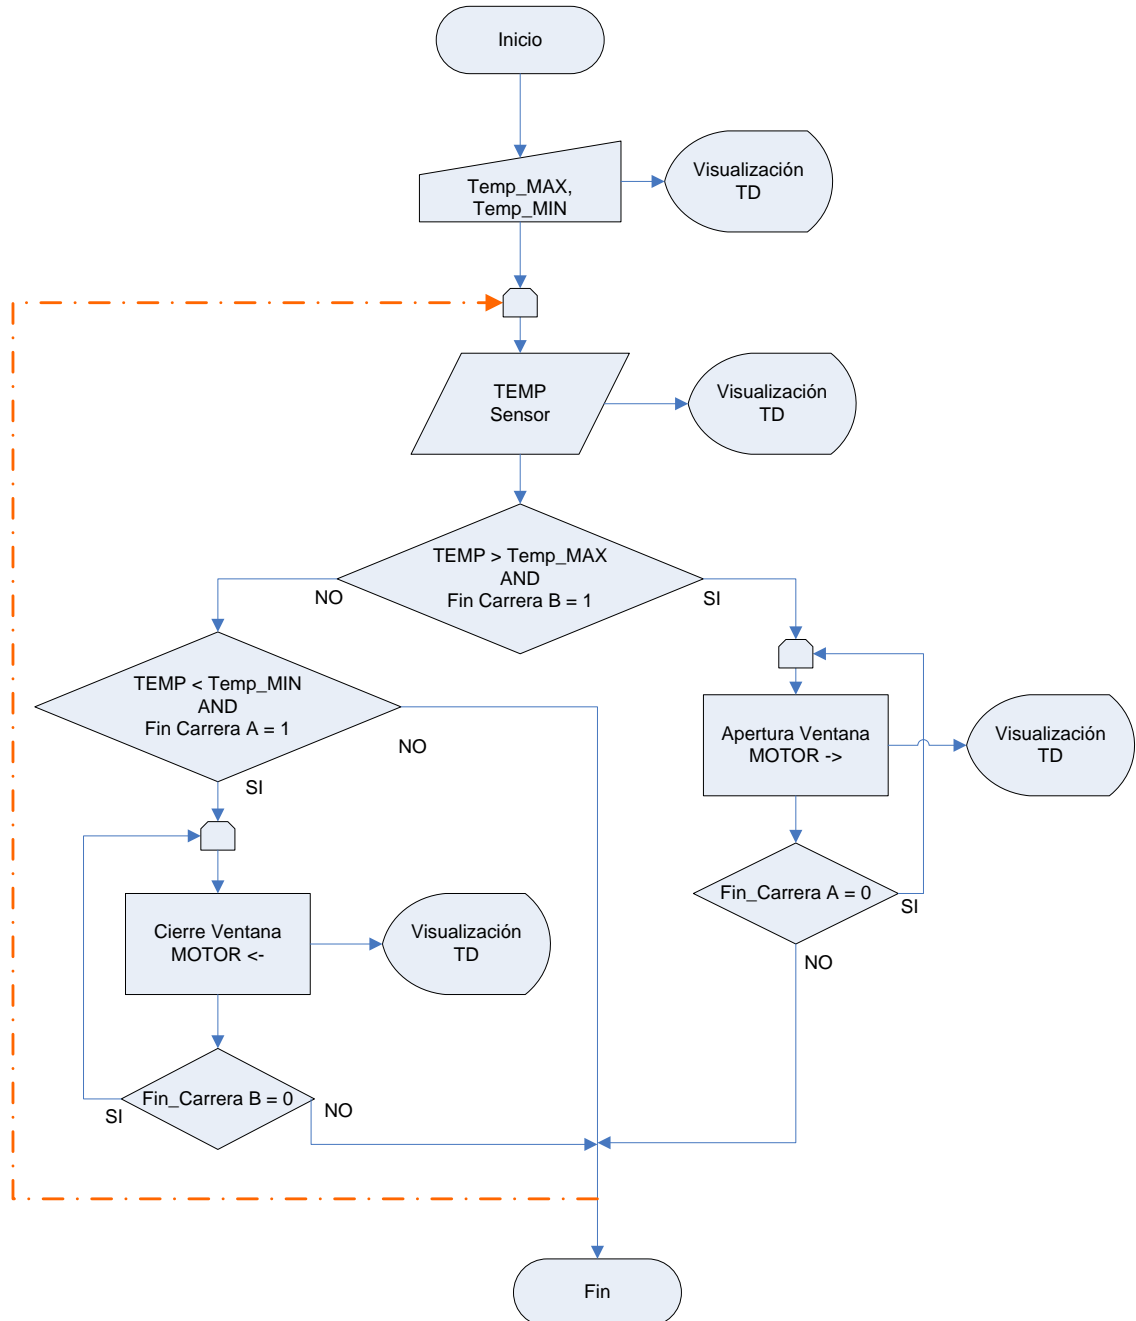 Inicio
Temp_MAX,
Temp_MIN
Visualización
TD
TEMP
Sensor
Visualización
TD
TEMP > Temp_MAX
AND
Fin Carrera B = 1
NO
SI
TEMP < Temp_MIN
AND
Fin Carrera A = 1
NO
SI
Apertura Ventana
MOTOR ->
Visualización
TD
Fin_Carrera A = 0
SI
NO
Cierre Ventana
MOTOR <-
Visualización
TD
Fin_Carrera B = 0
SI
NO
Fin